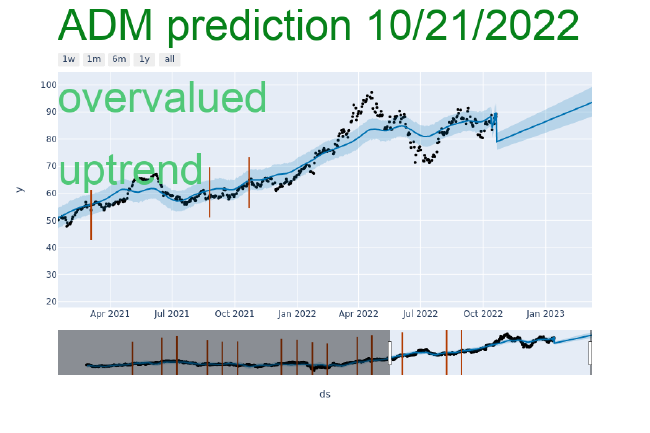 ADM prediction 10/21/2022
1w 1m 6m 1y all
100
overvalued
90
80
70
uptrend
60
50
40
30
20
y
Apr 2021 Jul 2021 Oct 2021 Jan 2022 Apr 2022 Jul 2022 Oct 2022 Jan 2023
ds